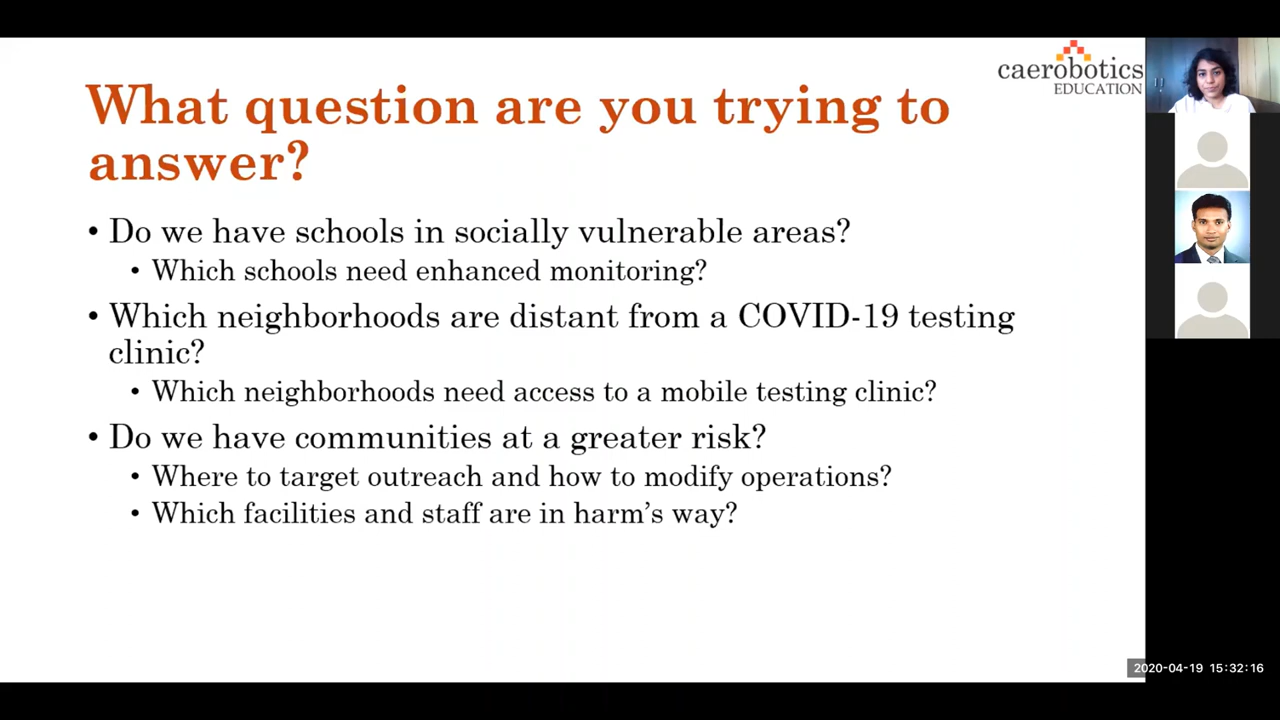 caerobotics
EDUCATION
What question are you trying to
answer?
• Do we have schools in socially vulnerable areas?
• Which schools need enhanced monitoring?
• Which neighborhoods are distant from a COVID-19 testing
clinic?
• Which neighborhoods need access to a mobile testing clinic?
• Do we have communities at a greater risk?
• Where to target outreach and how to modify operations?
• Which facilities and staff are in harm's way?
2020-04-19 15:32:16